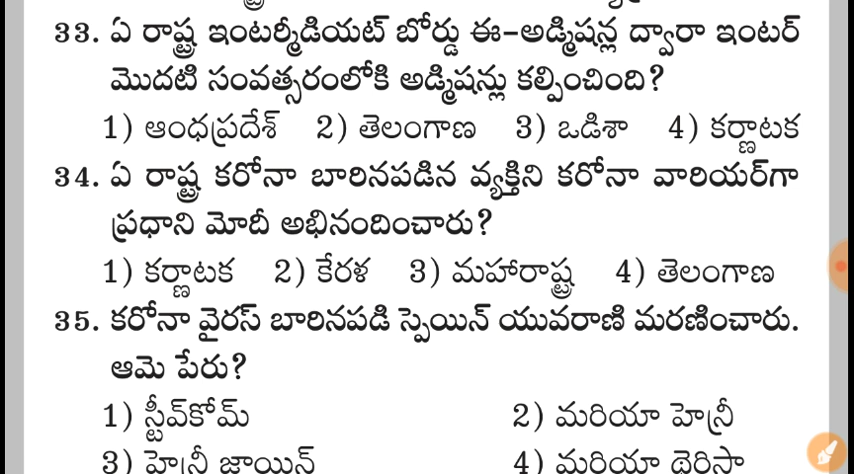 33. ఏ రాష్ట్ర ఇంటర్మీడియట్ బోర్డు ఈ-అడ్మిషన్ల ద్వారా ఇంటర్
మొదటి సంవత్సరంలోకి అడ్మిషన్లు కల్పించింది?
1) ఆంధప్రదేశ్ 2) తెలంగాణ 3) ఒడిశా 4) కర్ణాటక
34. ఏ రాష్ట్ర కరోనా బారినపడిన వ్యక్తిని కరోనా వారియర్‌గా
ప్రధాని మోదీ అభినందించారు?
1) కర్ణాటక 2) కేరళ 3) మహారాష్ట్ర 4) తెలంగాణ
35. కరోనా వైరస్ బారినపడి స్పెయిన్ యువరాణి మరణించారు.
ఆమె పేరు?
1) స్టీవ్‌కోమ్ 2) మరియా హెన్రీ
3) హెన్రీ జాయిన్ 4) మరియా థెరిసా